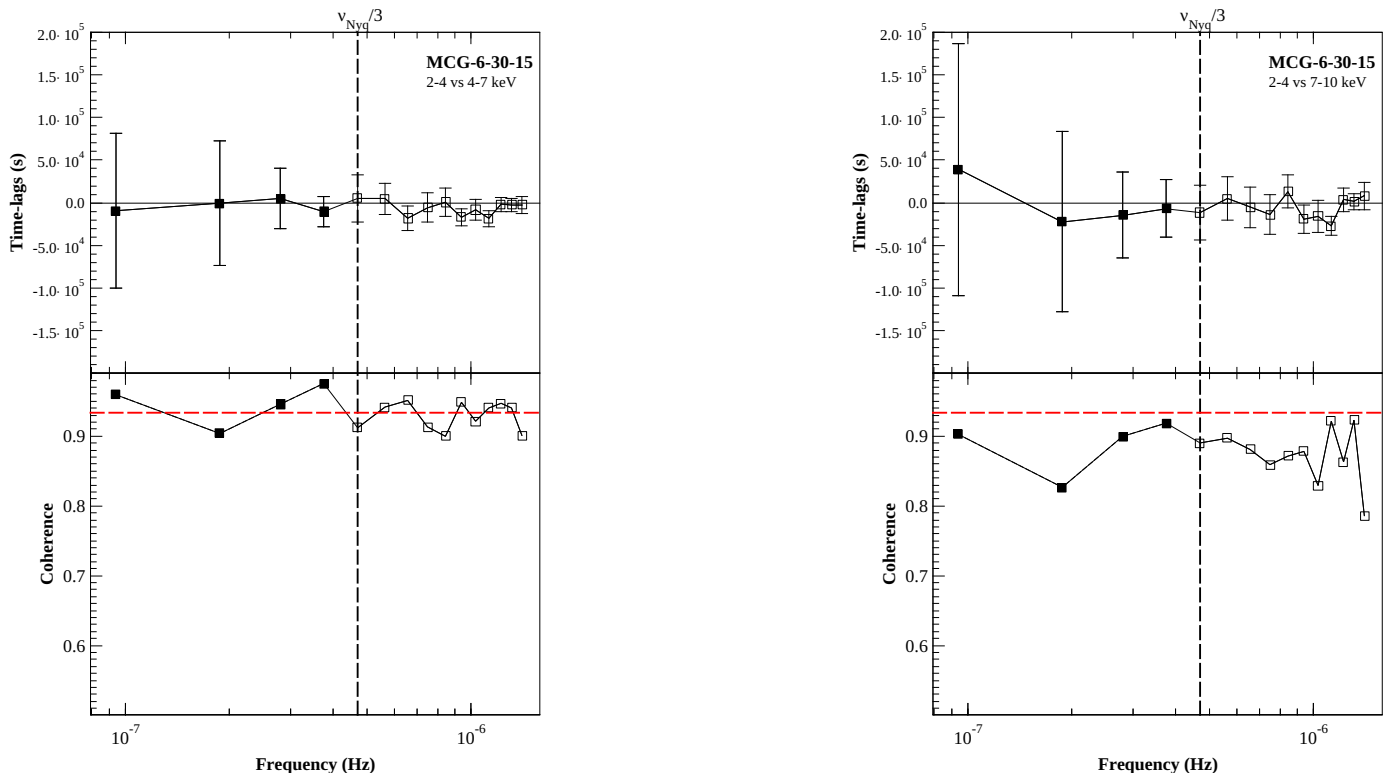 ν_Nyq/3
2.0· 10^5
1.5· 10^5
1.0· 10^5
5.0· 10^4
0.0
-5.0· 10^4
-1.0· 10^5
-1.5· 10^5
Time-lags (s)
MCG-6-30-15
2-4 vs 4-7 keV
0.9
0.8
0.7
0.6
Coherence
10^-7
10^-6
Frequency (Hz)
ν_Nyq/3
2.0· 10^5
1.5· 10^5
1.0· 10^5
5.0· 10^4
0.0
-5.0· 10^4
-1.0· 10^5
-1.5· 10^5
Time-lags (s)
MCG-6-30-15
2-4 vs 7-10 keV
0.9
0.8
0.7
0.6
Coherence
10^-7
10^-6
Frequency (Hz)